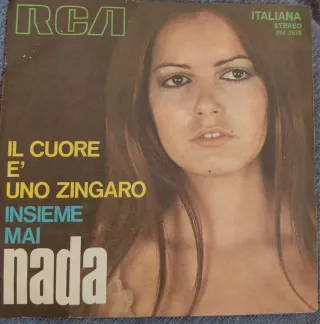 RCA
ITALIANA
STEREO
IL CUORE
E'
UNO ZINGARO
INSIEME
MAI
nada